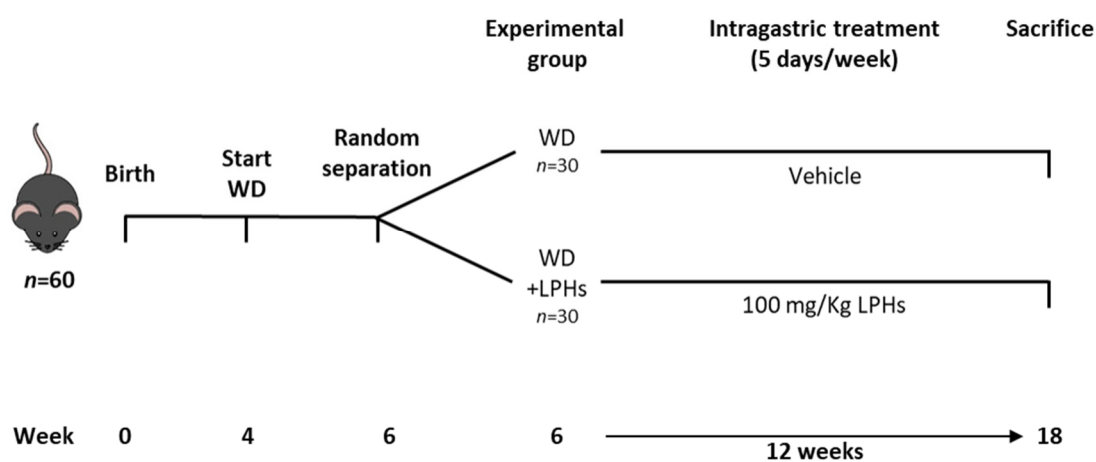 Experimental
group
Intragastric treatment
(5 days/week)
Sacrifice
Birth
Start
WD
Random
separation
WD
n=30
Vehicle
n=60
WD
+LPHs
n=30
100 mg/Kg LPHs
Week 0 4 6 6 18
12 weeks